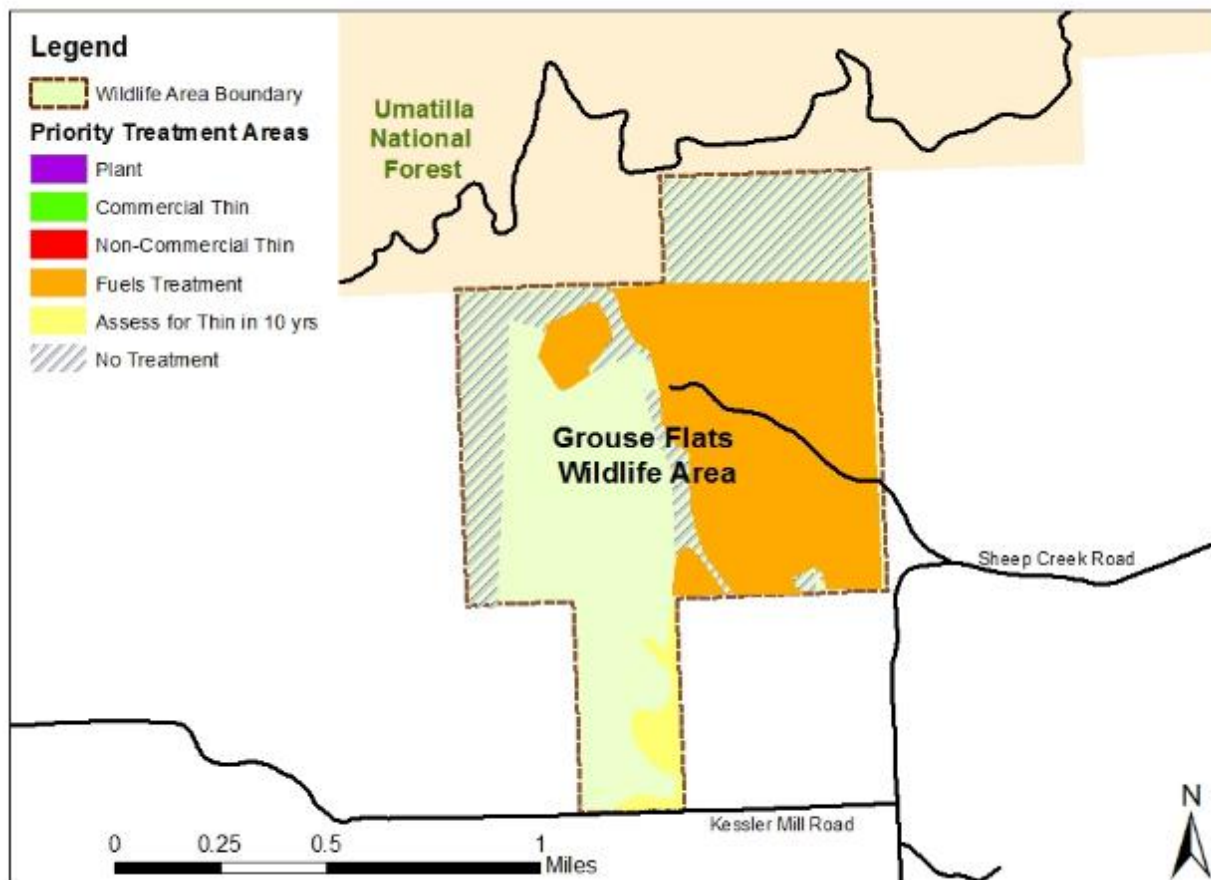 Legend
Wildlife Area Boundary
Priority Treatment Areas
Plant
Commercial Thin
Non-Commercial Thin
Fuels Treatment
Assess for Thin in 10 yrs
No Treatment
Umatilla
National
Forest
Grouse Flats
Wildlife Area
Sheep Creek Road
Kessler Mill Road
0 0.25 0.5 1
Miles
N